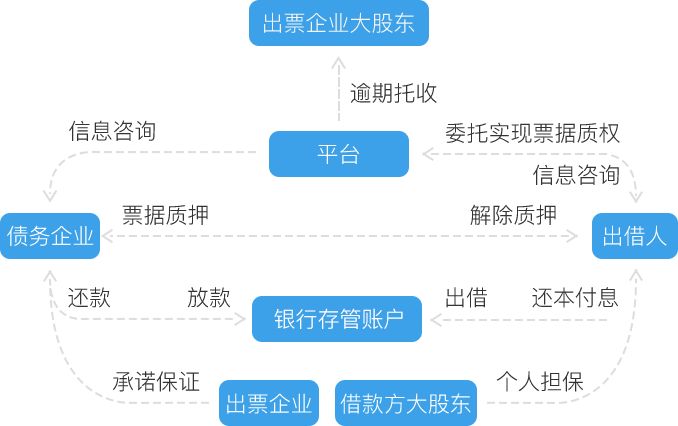 出票企业大股东
逾期托收
信息咨询
平台
委托实现票据质权
信息咨询
票据质押
解除质押
债务企业
出借人
还款
放款
银行存管账户
出借
还本付息
承诺保证
出票企业
借款方大股东
个人担保